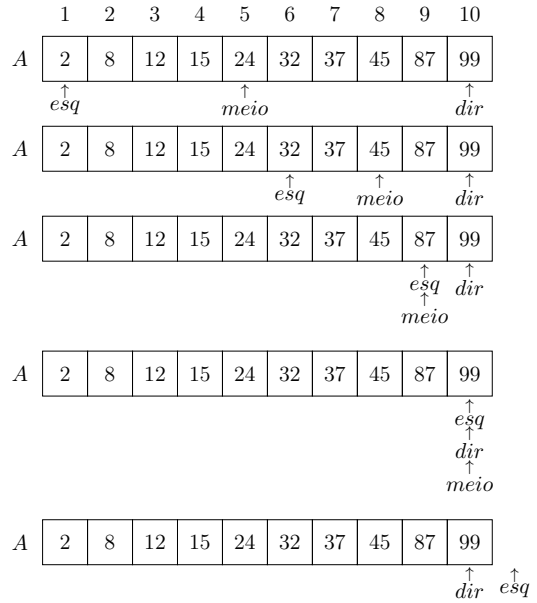 1 2 3 4 5 6 7 8 9 10
A 2 8 12 15 24 32 37 45 87 99
esq meio dir
A 2 8 12 15 24 32 37 45 87 99
esq meio dir
A 2 8 12 15 24 32 37 45 87 99
esq dir
meio
A 2 8 12 15 24 32 37 45 87 99
esq
dir
meio
A 2 8 12 15 24 32 37 45 87 99
dir esq